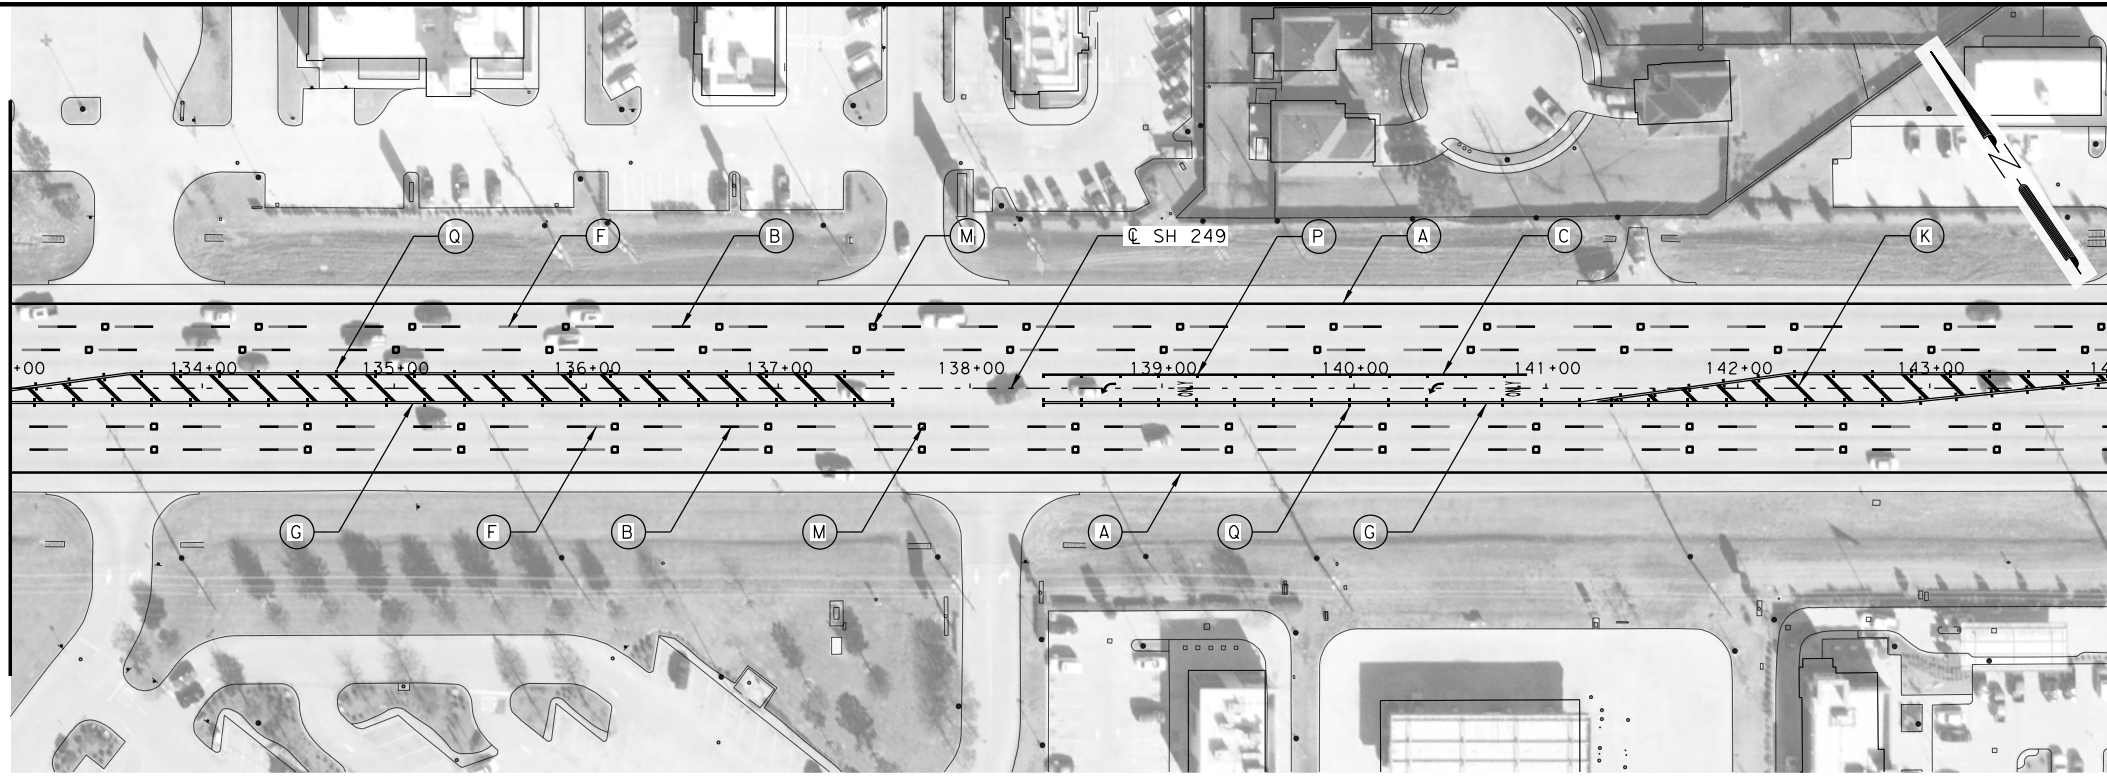 Q F B M ℄ SH 249 P A C K
N
+00 134+00 135+00 136+00 137+00 138+00 139+00 140+00 141+00 142+00 143+00 14
ONLY ONLY
G F B M A Q G